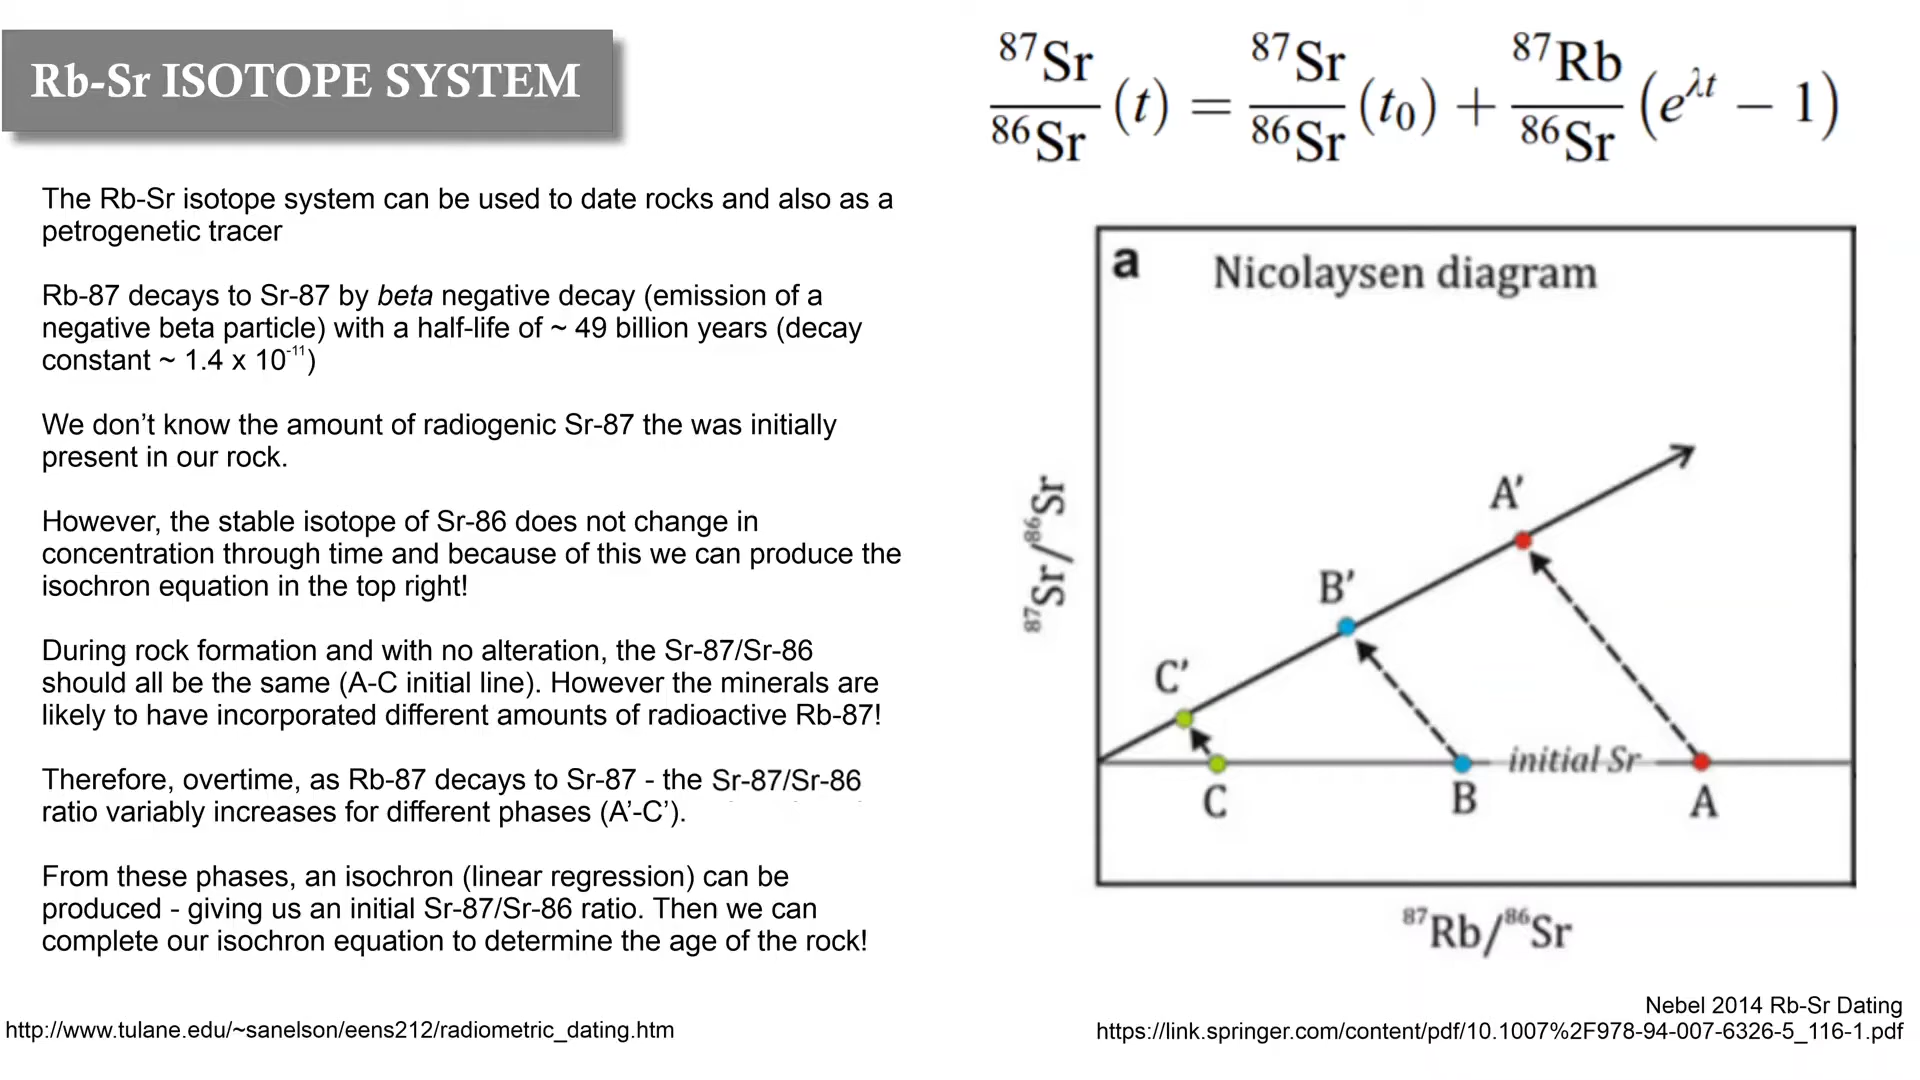 Rb-Sr ISOTOPE SYSTEM
⁸⁷Sr/⁸⁶Sr (t) = ⁸⁷Sr/⁸⁶Sr (t₀) + ⁸⁷Rb/⁸⁶Sr (e^λt − 1)
The Rb-Sr isotope system can be used to date rocks and also as a
petrogenetic tracer
Rb-87 decays to Sr-87 by beta negative decay (emission of a
negative beta particle) with a half-life of ~ 49 billion years (decay
constant ~ 1.4 x 10⁻¹¹)
We don’t know the amount of radiogenic Sr-87 the was initially
present in our rock.
However, the stable isotope of Sr-86 does not change in
concentration through time and because of this we can produce the
isochron equation in the top right!
During rock formation and with no alteration, the Sr-87/Sr-86
should all be the same (A-C initial line). However the minerals are
likely to have incorporated different amounts of radioactive Rb-87!
Therefore, overtime, as Rb-87 decays to Sr-87 - the Sr-87/Sr-86
ratio variably increases for different phases (A’-C’).
From these phases, an isochron (linear regression) can be
produced - giving us an initial Sr-87/Sr-86 ratio. Then we can
complete our isochron equation to determine the age of the rock!
http://www.tulane.edu/~sanelson/eens212/radiometric_dating.htm
a
Nicolaysen diagram
⁸⁷Sr/⁸⁶Sr
A’
B’
C’
initial Sr
C
B
A
⁸⁷Rb/⁸⁶Sr
Nebel 2014 Rb-Sr Dating
https://link.springer.com/content/pdf/10.1007%2F978-94-007-6326-5_116-1.pdf